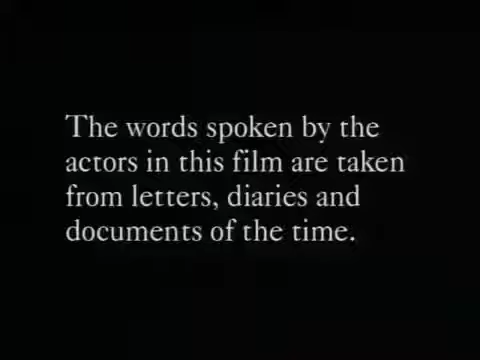 The words spoken by the
actors in this film are taken
from letters, diaries and
documents of the time.